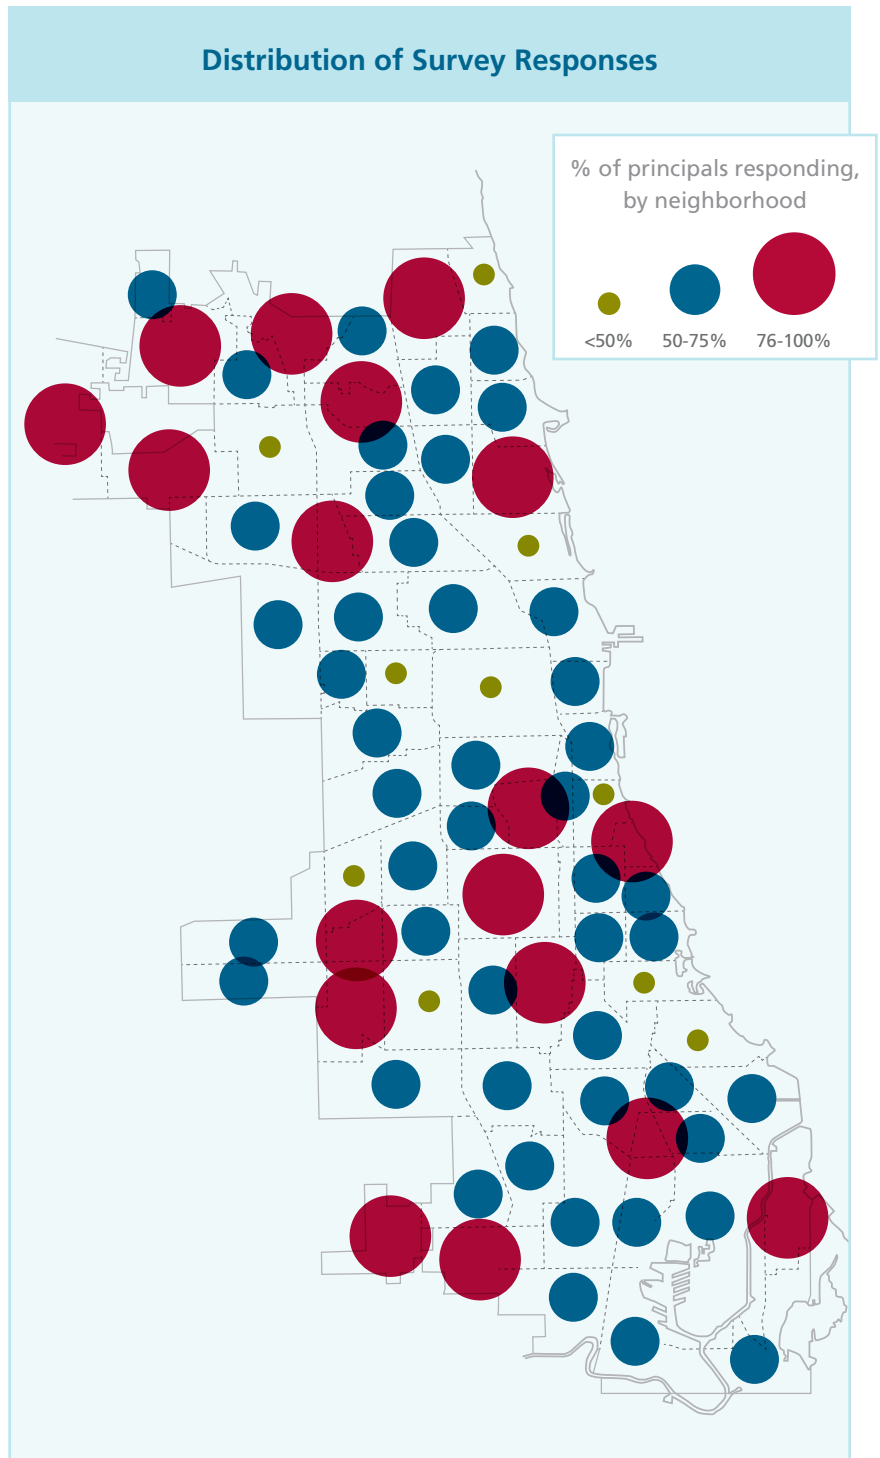 Distribution of Survey Responses
% of principals responding,
by neighborhood
<50%
50-75%
76-100%